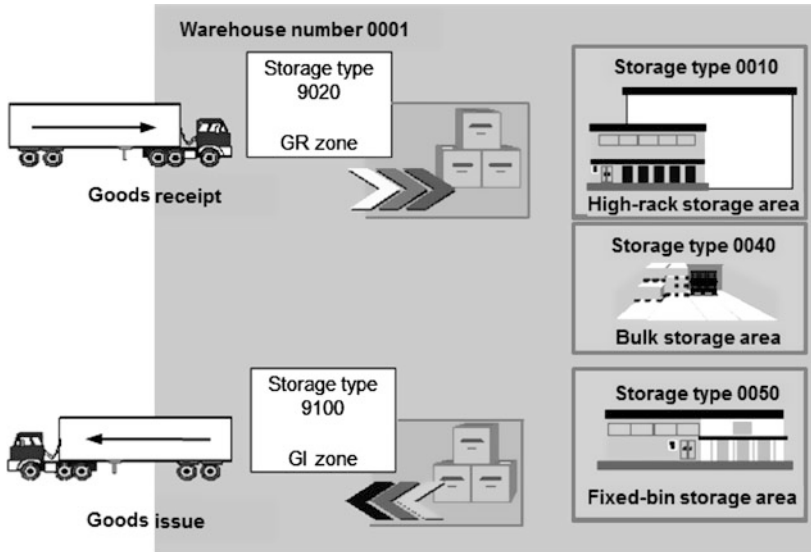 Warehouse number 0001
Storage type
9020
GR zone
Goods receipt
Storage type 0010
High-rack storage area
Storage type 0040
Bulk storage area
Storage type
9100
GI zone
Goods issue
Storage type 0050
Fixed-bin storage area